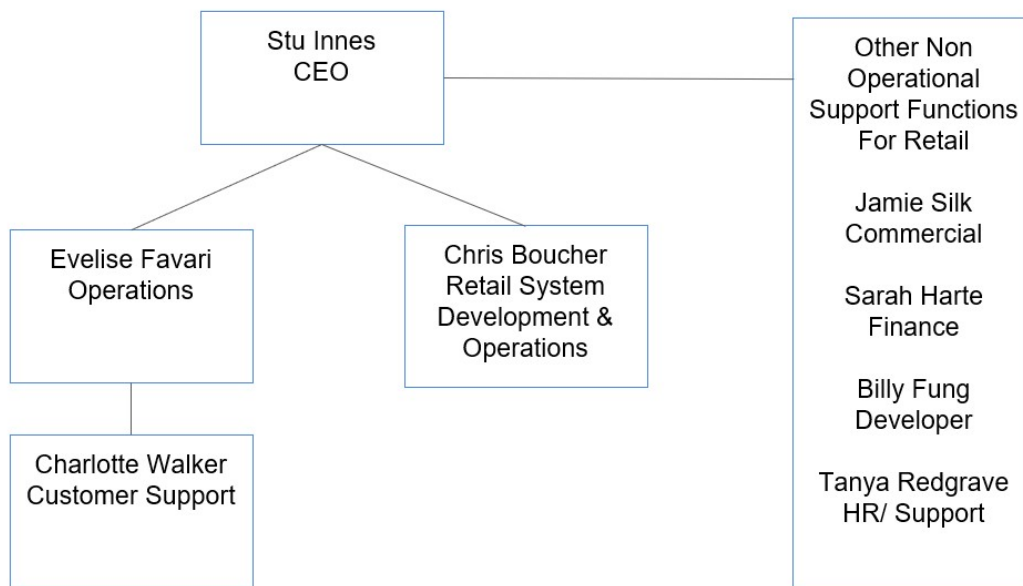 Stu Innes
CEO
Other Non
Operational
Support Functions
For Retail
Jamie Silk
Commercial
Sarah Harte
Finance
Billy Fung
Developer
Tanya Redgrave
HR/ Support
Evelise Favari
Operations
Chris Boucher
Retail System
Development &
Operations
Charlotte Walker
Customer Support